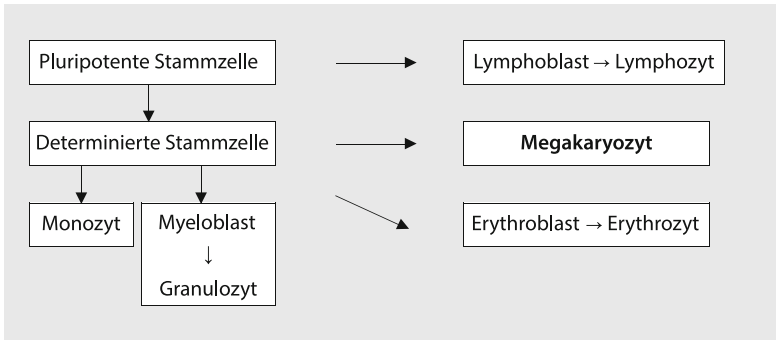 Pluripotente Stammzelle
Lymphoblast → Lymphozyt
Determinierte Stammzelle
Megakaryozyt
Monozyt
Myeloblast
↓
Granulozyt
Erythroblast → Erythrozyt